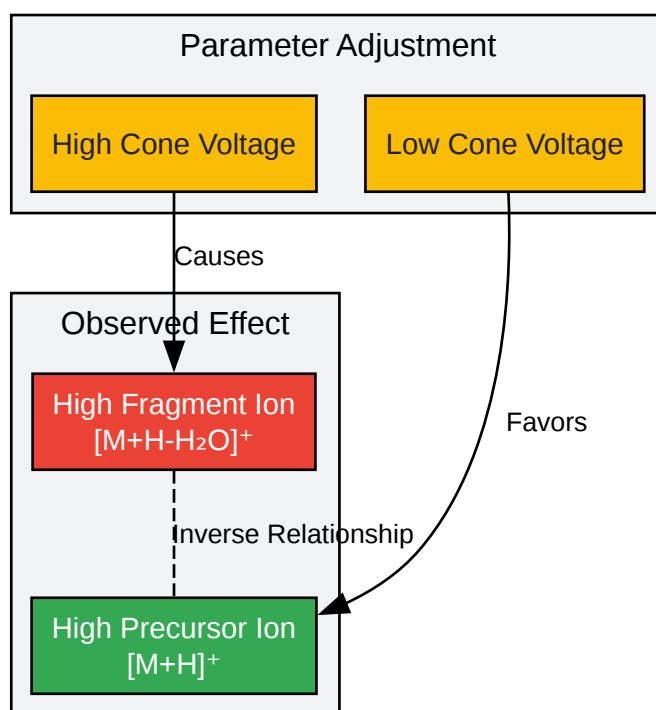 Parameter Adjustment
High Cone Voltage
Low Cone Voltage
Causes
Observed Effect
High Fragment Ion
[M+H-H₂O]⁺
Favors
Inverse Relationship
High Precursor Ion
[M+H]⁺